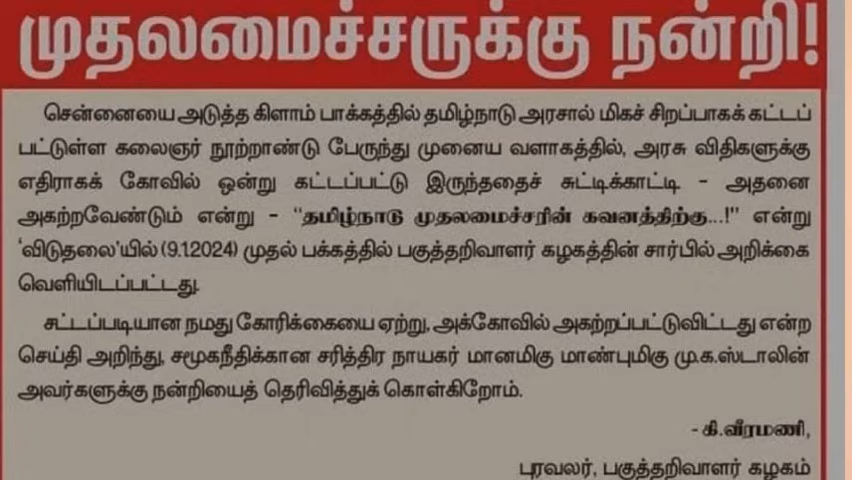 முதலமைச்சருக்கு நன்றி!
சென்னையை அடுத்த கிளாம் பாக்கத்தில் தமிழ்நாடு அரசால் மிகச் சிறப்பாகக் கட்டப்
பட்டுள்ள கலைஞர் நூற்றாண்டு பேருந்து முனைய வளாகத்தில், அரசு விதிகளுக்கு
எதிராகக் கோவில் ஒன்று கட்டப்பட்டு இருந்ததைச் சுட்டிக்காட்டி – அதனை
அகற்றவேண்டும் என்று – "தமிழ்நாடு முதலமைச்சரின் கவனத்திற்கு...!" என்று
'விடுதலை'யில் (9.1.2024) முதல் பக்கத்தில் பகுத்தறிவாளர் கழகத்தின் சார்பில் அறிக்கை
வெளியிடப்பட்டது.
சட்டப்படியான நமது கோரிக்கையை ஏற்று, அக்கோவில் அகற்றப்பட்டுவிட்டது என்ற
செய்தி அறிந்து, சமூகநீதிக்கான சரித்திர நாயகர் மானமிகு மாண்புமிகு மு.க.ஸ்டாலின்
அவர்களுக்கு நன்றியைத் தெரிவித்துக் கொள்கிறோம்.
- கி.வீரமணி,
புரவலர், பகுத்தறிவாளர் கழகம்